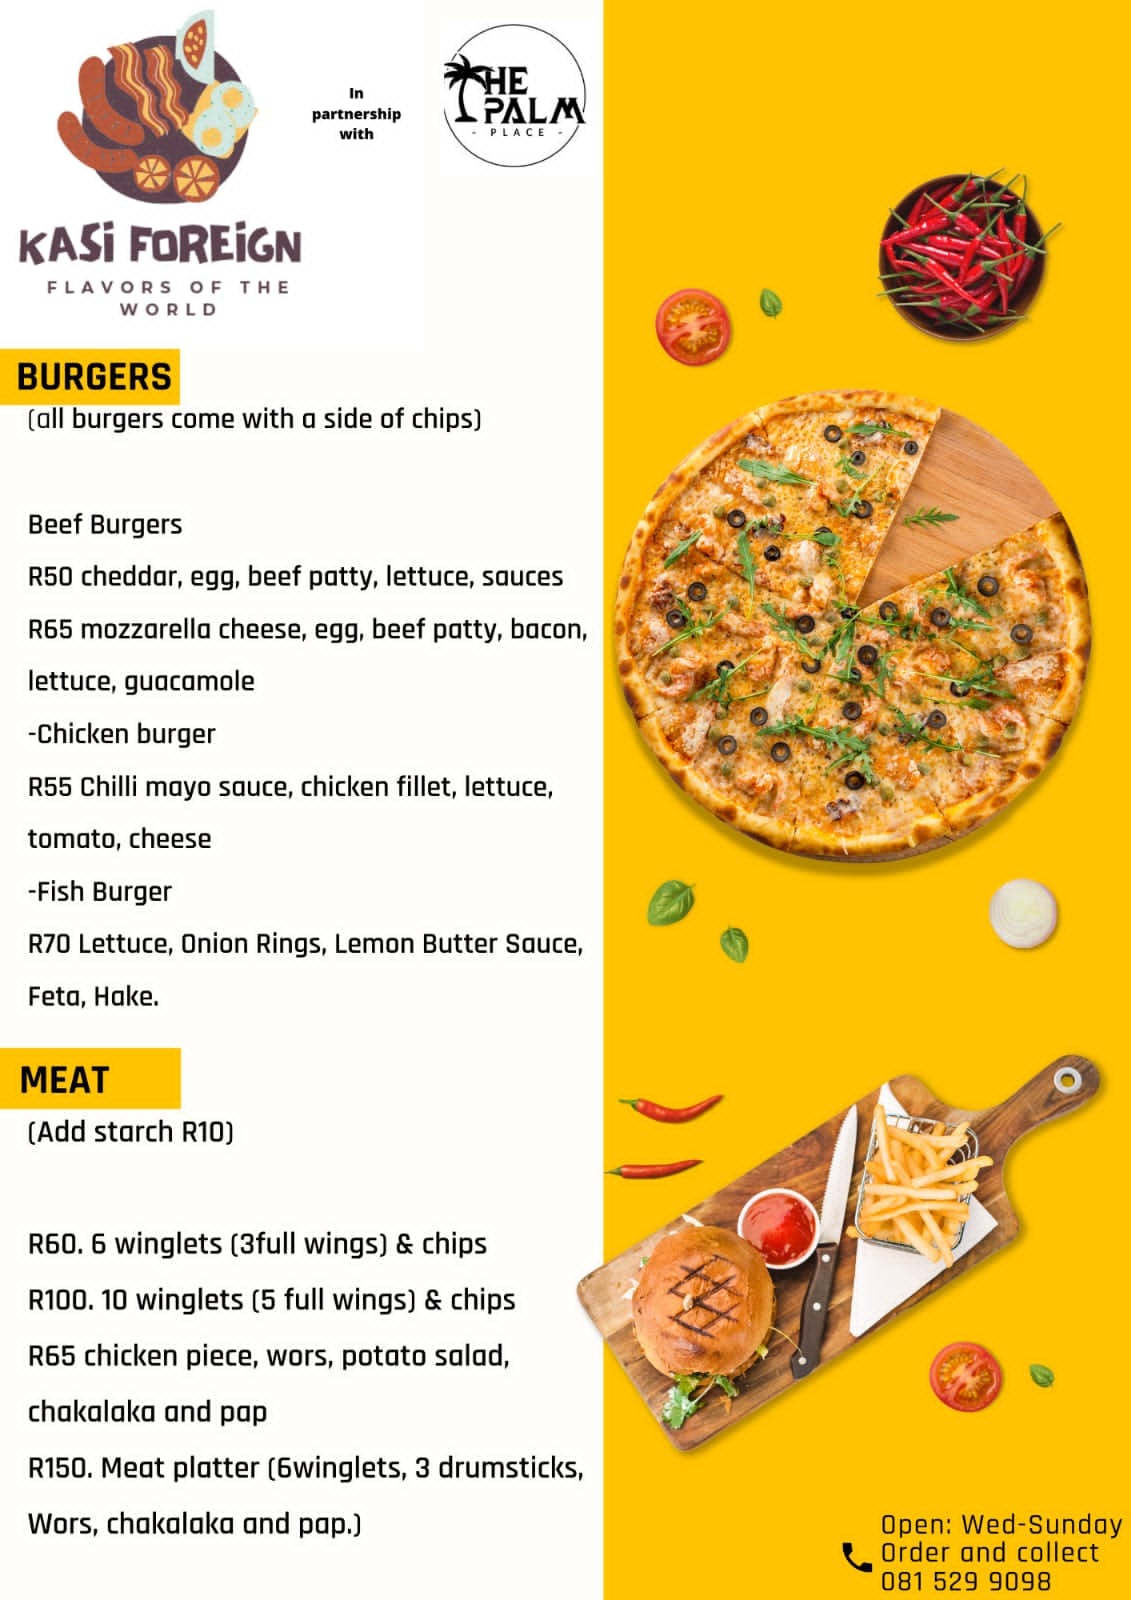 In
partnership
with
THE
PALM
- PLACE -
KASi FOREiGN
FLAVORS OF THE
WORLD
BURGERS
(all burgers come with a side of chips)
Beef Burgers
R50 cheddar, egg, beef patty, lettuce, sauces
R65 mozzarella cheese, egg, beef patty, bacon,
lettuce, guacamole
-Chicken burger
R55 Chilli mayo sauce, chicken fillet, lettuce,
tomato, cheese
-Fish Burger
R70 Lettuce, Onion Rings, Lemon Butter Sauce,
Feta, Hake.
MEAT
(Add starch R10)
R60. 6 winglets (3full wings) & chips
R100. 10 winglets (5 full wings) & chips
R65 chicken piece, wors, potato salad,
chakalaka and pap
R150. Meat platter (6winglets, 3 drumsticks,
Wors, chakalaka and pap.)
Open: Wed-Sunday
Order and collect
081 529 9098